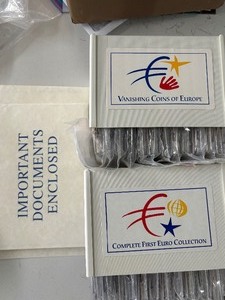 VANISHING COINS OF EUROPE
IMPORTANT
DOCUMENTS
ENCLOSED
COMPLETE FIRST EURO COLLECTION